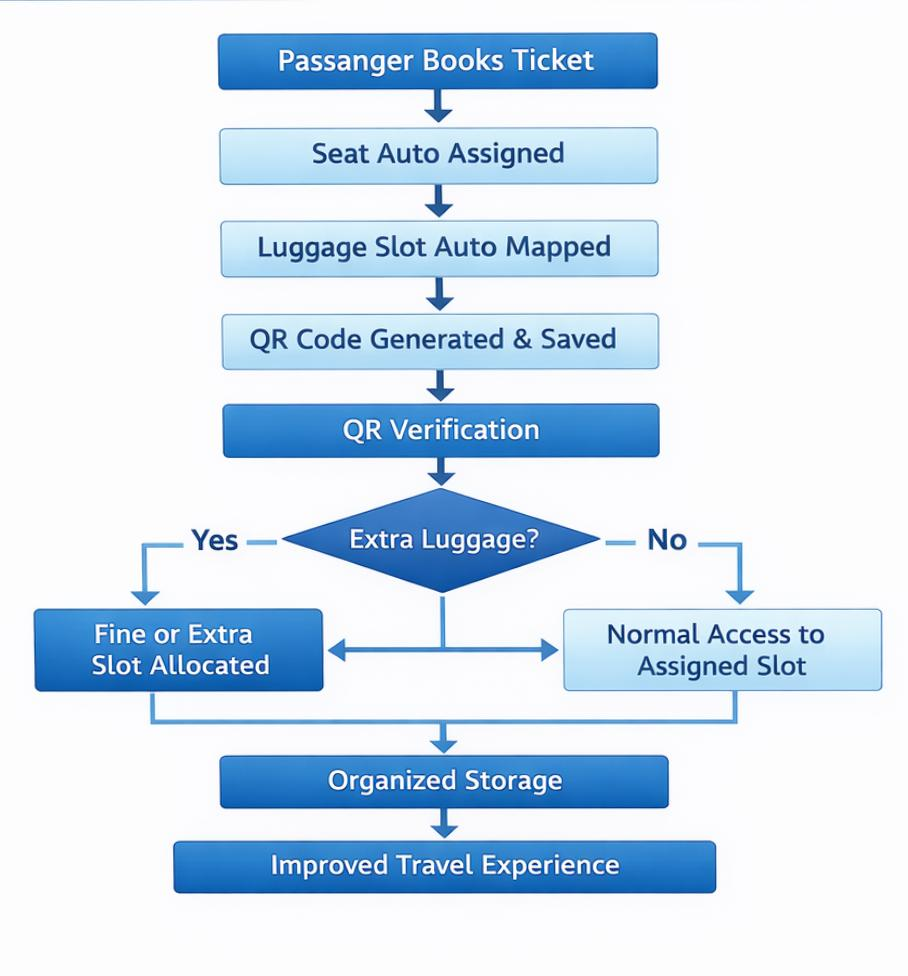 Passanger Books Ticket
Seat Auto Assigned
Luggage Slot Auto Mapped
QR Code Generated & Saved
QR Verification
Extra Luggage?
Yes
No
Fine or Extra
Slot Allocated
Normal Access to
Assigned Slot
Organized Storage
Improved Travel Experience